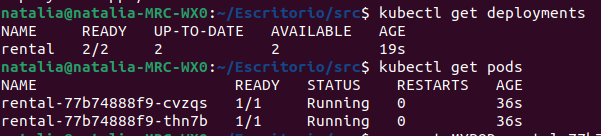 natalia@natalia-MRC-WX0:~/Escritorio/src$ kubectl get deployments
NAME READY UP-TO-DATE AVAILABLE AGE
rental 2/2 2 2 19s
natalia@natalia-MRC-WX0:~/Escritorio/src$ kubectl get pods
NAME READY STATUS RESTARTS AGE
rental-77b74888f9-cvzqs 1/1 Running 0 36s
rental-77b74888f9-thn7b 1/1 Running 0 36s